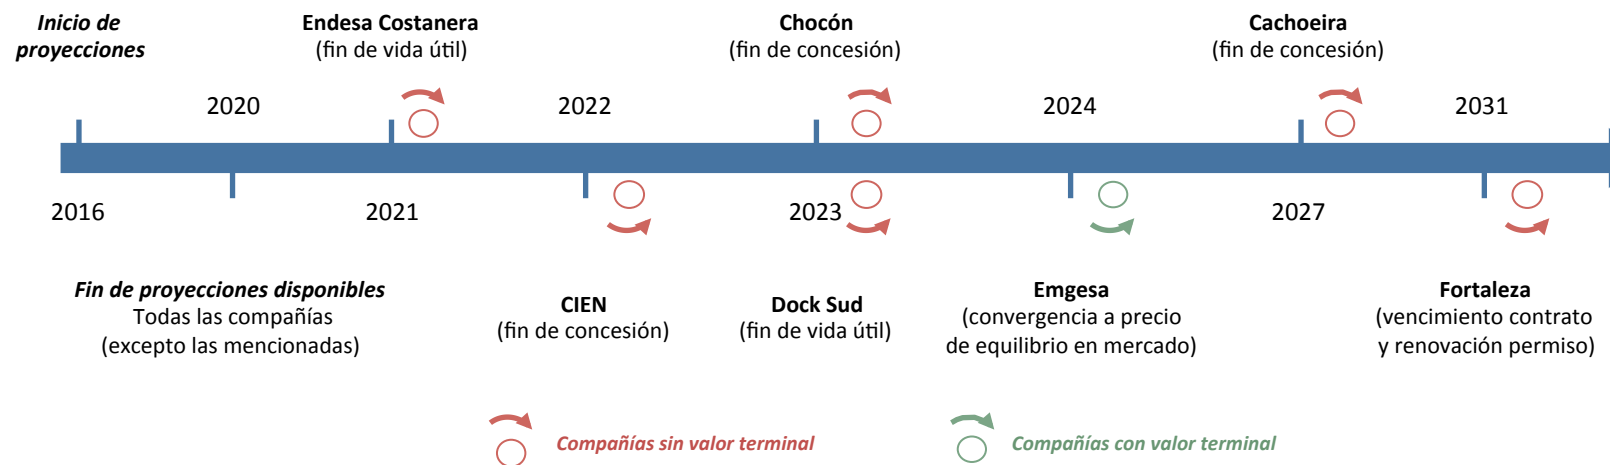 Inicio de
proyecciones
Endesa Costanera
(fin de vida útil)
Chocón
(fin de concesión)
Cachoeira
(fin de concesión)
2020
2022
2024
2031
2016
2021
2023
2027
Fin de proyecciones disponibles
Todas las compañías
(excepto las mencionadas)
CIEN
(fin de concesión)
Dock Sud
(fin de vida útil)
Emgesa
(convergencia a precio
de equilibrio en mercado)
Fortaleza
(vencimiento contrato
y renovación permiso)
Compañías sin valor terminal
Compañías con valor terminal